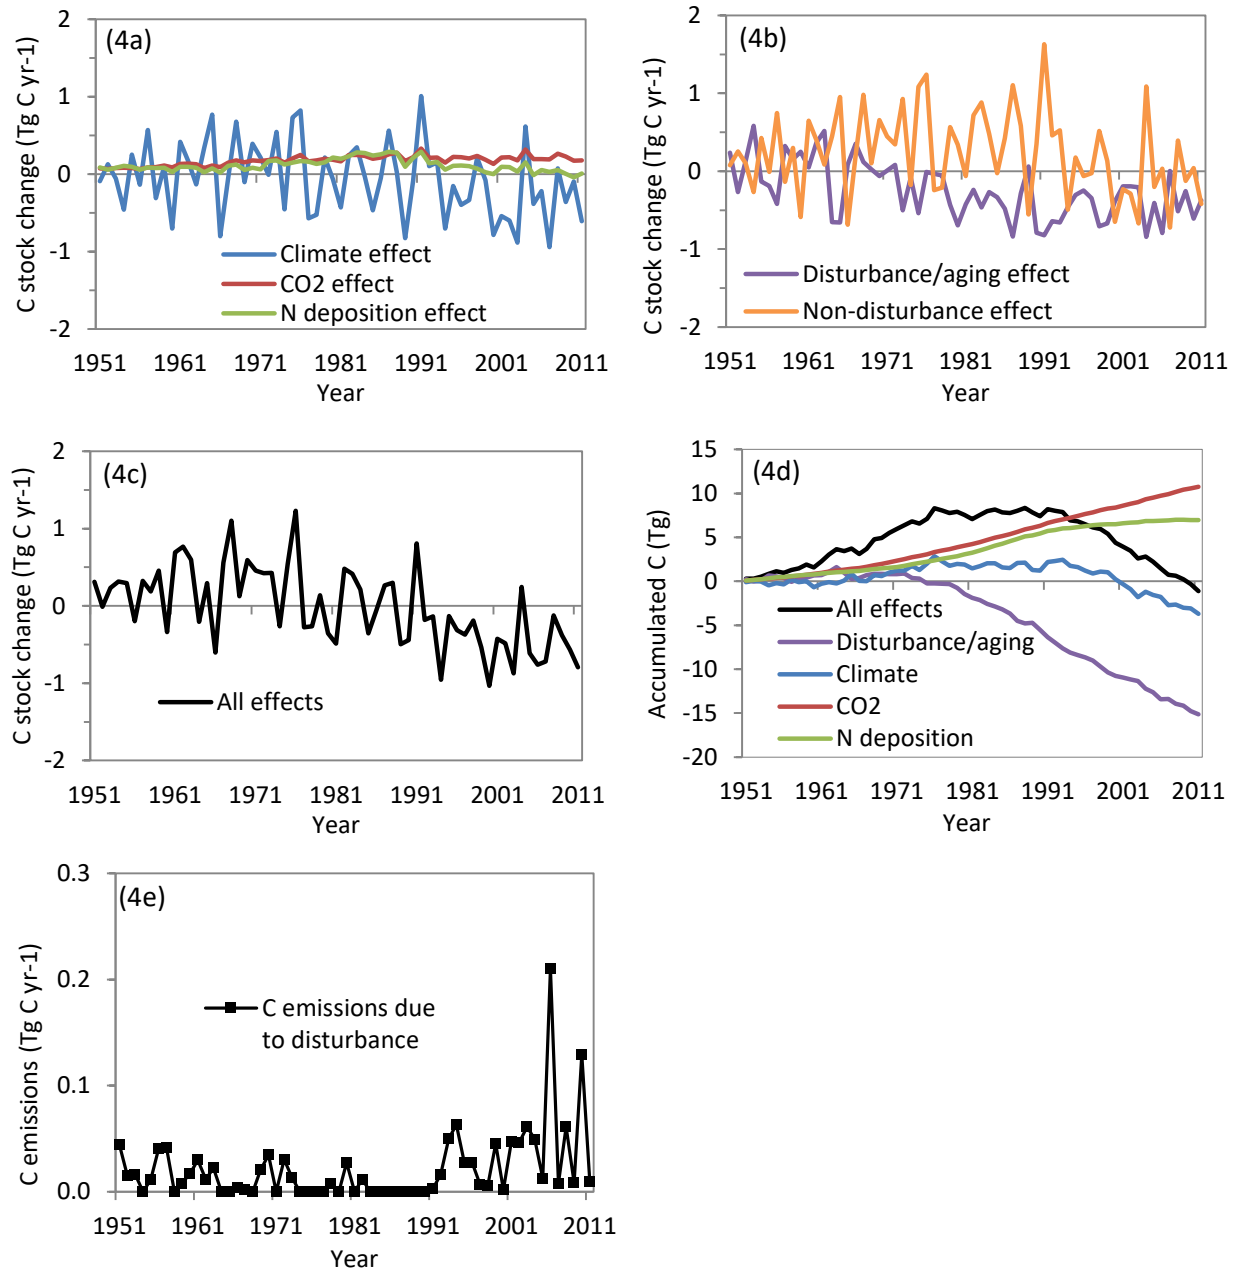 (4a)
C stock change (Tg C yr-1)
2
1
0
-1
-2
Climate effect
CO2 effect
N deposition effect
1951 1961 1971 1981 1991 2001 2011
Year
(4b)
C stock change (Tg C yr-1)
2
1
0
-1
-2
Disturbance/aging effect
Non-disturbance effect
1951 1961 1971 1981 1991 2001 2011
Year
(4c)
C stock change (Tg C yr-1)
2
1
0
-1
-2
All effects
1951 1961 1971 1981 1991 2001 2011
Year
(4d)
Accumulated C (Tg)
15
10
5
0
-5
-10
-15
-20
All effects
Disturbance/aging
Climate
CO2
N deposition
1951 1961 1971 1981 1991 2001 2011
Year
(4e)
C emissions (Tg C yr-1)
0.3
0.2
0.1
0.0
C emissions due
to disturbance
1951 1961 1971 1981 1991 2001 2011
Year